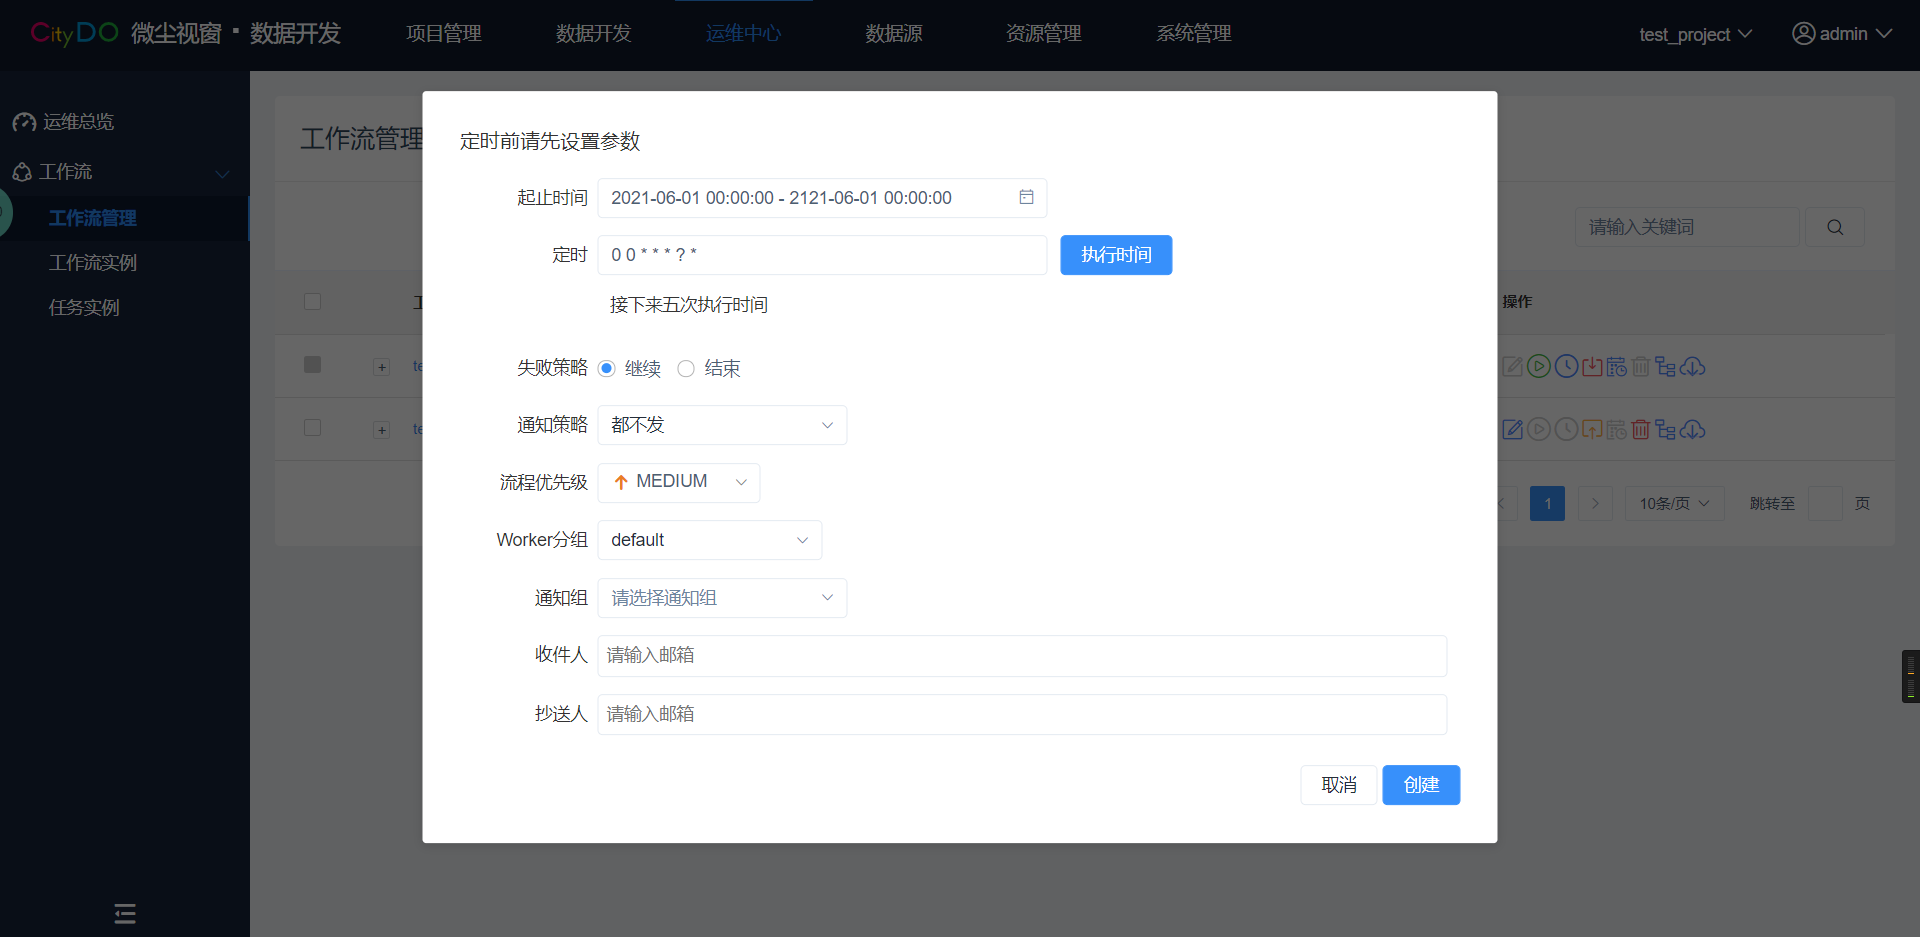 CityDO 微尘视窗 · 数据开发 项目管理 数据开发 运维中心 数据源 资源管理 系统管理 test_project admin
运维总览
工作流
工作流管理
工作流实例
任务实例
工作流管理
请输入关键词
操作
te
te
1 10条/页 跳转至 页
定时前请先设置参数
起止时间 2021-06-01 00:00:00 - 2121-06-01 00:00:00
定时 0 0 * * * ? * 执行时间
接下来五次执行时间
失败策略 继续 结束
通知策略 都不发
流程优先级 MEDIUM
Worker分组 default
通知组 请选择通知组
收件人 请输入邮箱
抄送人 请输入邮箱
取消 创建